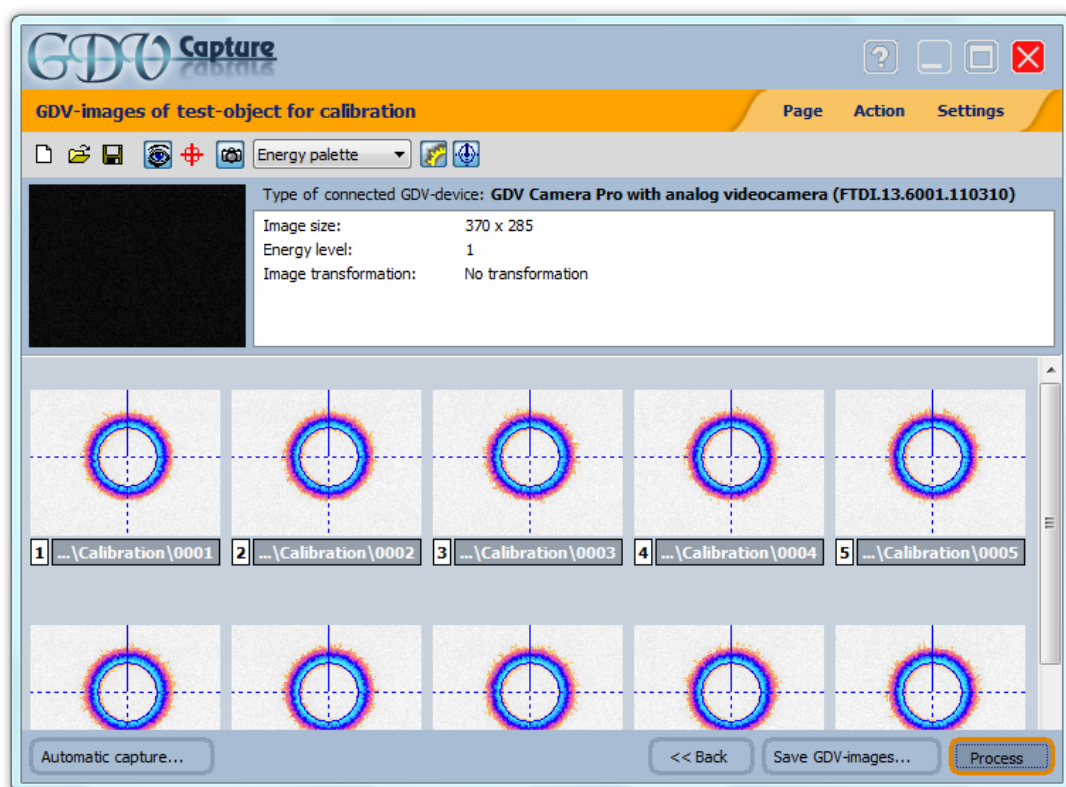 GDV Capture
GDV-images of test-object for calibration
Page Action Settings
Energy palette
Type of connected GDV-device: GDV Camera Pro with analog videocamera (FTDI.13.6001.110310)
Image size: 370 x 285
Energy level: 1
Image transformation: No transformation
1 ...\Calibration\0001 2 ...\Calibration\0002 3 ...\Calibration\0003 4 ...\Calibration\0004 5 ...\Calibration\0005
Automatic capture... << Back Save GDV-images... Process